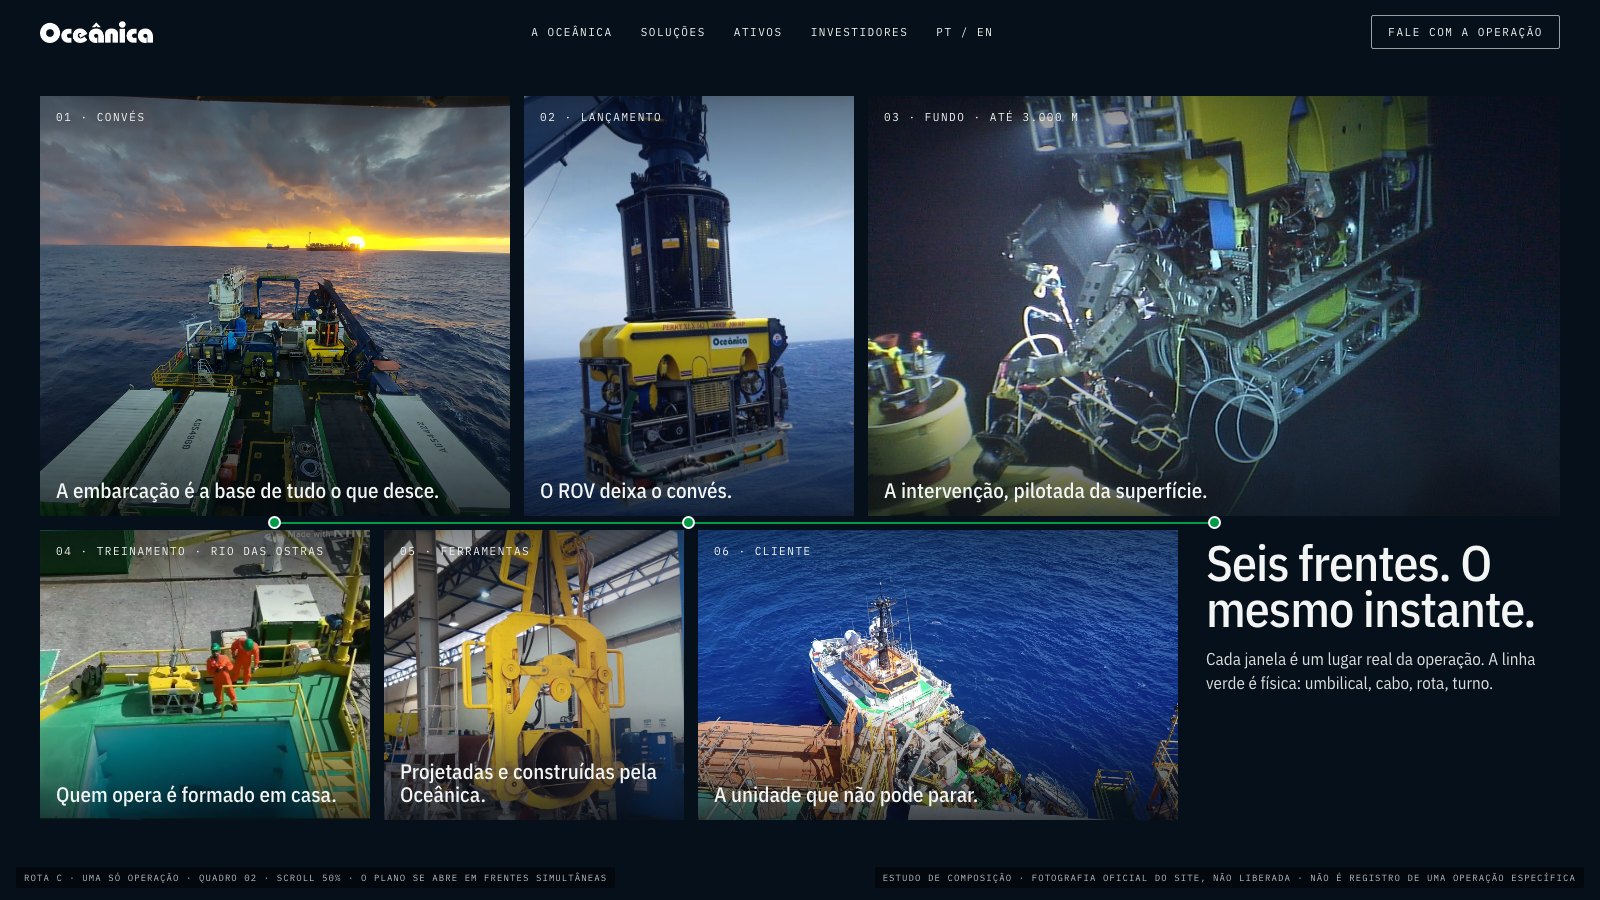 Oceânica
A OCEÂNICA SOLUÇÕES ATIVOS INVESTIDORES PT / EN
FALE COM A OPERAÇÃO
01 · CONVÉS
02 · LANÇAMENTO
03 · FUNDO · ATÉ 3.000 M
Oceânica
A embarcação é a base de tudo o que desce.
O ROV deixa o convés.
A intervenção, pilotada da superfície.
04 · TREINAMENTO · RIO DAS OSTRAS
Made with
05 · FERRAMENTAS
06 · CLIENTE
Seis frentes. O
mesmo instante.
Cada janela é um lugar real da operação. A linha
verde é física: umbilical, cabo, rota, turno.
Quem opera é formado em casa.
Projetadas e construídas pela
Oceânica.
A unidade que não pode parar.
ROTA C · UMA SÓ OPERAÇÃO · QUADRO 02 · SCROLL 50% · O PLANO SE ABRE EM FRENTES SIMULTÂNEAS
ESTUDO DE COMPOSIÇÃO · FOTOGRAFIA OFICIAL DO SITE, NÃO LIBERADA · NÃO É REGISTRO DE UMA OPERAÇÃO ESPECÍFICA